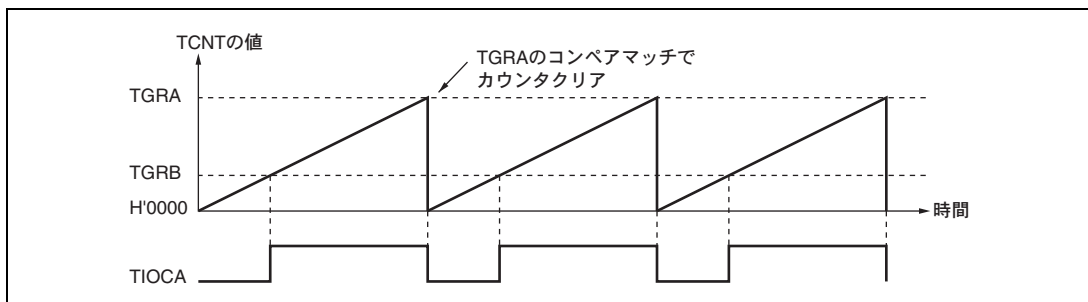 TCNTの値
TGRAのコンペアマッチで
カウンタクリア
TGRA
TGRB
H'0000
時間
TIOCA